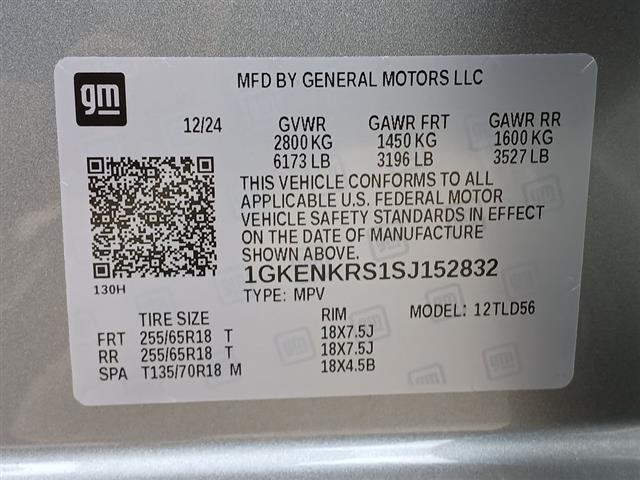 gm
MFD BY GENERAL MOTORS LLC
12/24 GVWR GAWR FRT GAWR RR
2800 KG 1450 KG 1600 KG
6173 LB 3196 LB 3527 LB
THIS VEHICLE CONFORMS TO ALL
APPLICABLE U.S. FEDERAL MOTOR
VEHICLE SAFETY STANDARDS IN EFFECT
ON THE DATE OF MANUFACTURE
SHOWN ABOVE.
1GKENKRS1SJ152832
130H
TYPE: MPV MODEL: 12TLD56
TIRE SIZE RIM
FRT 255/65R18 T 18X7.5J
RR 255/65R18 T 18X7.5J
SPA T135/70R18 M 18X4.5B